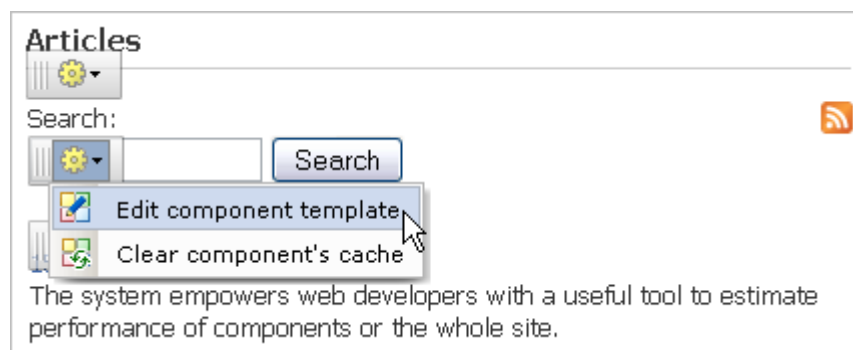 Articles
Search:
Search
Edit component template
Clear component's cache
The system empowers web developers with a useful tool to estimate
performance of components or the whole site.